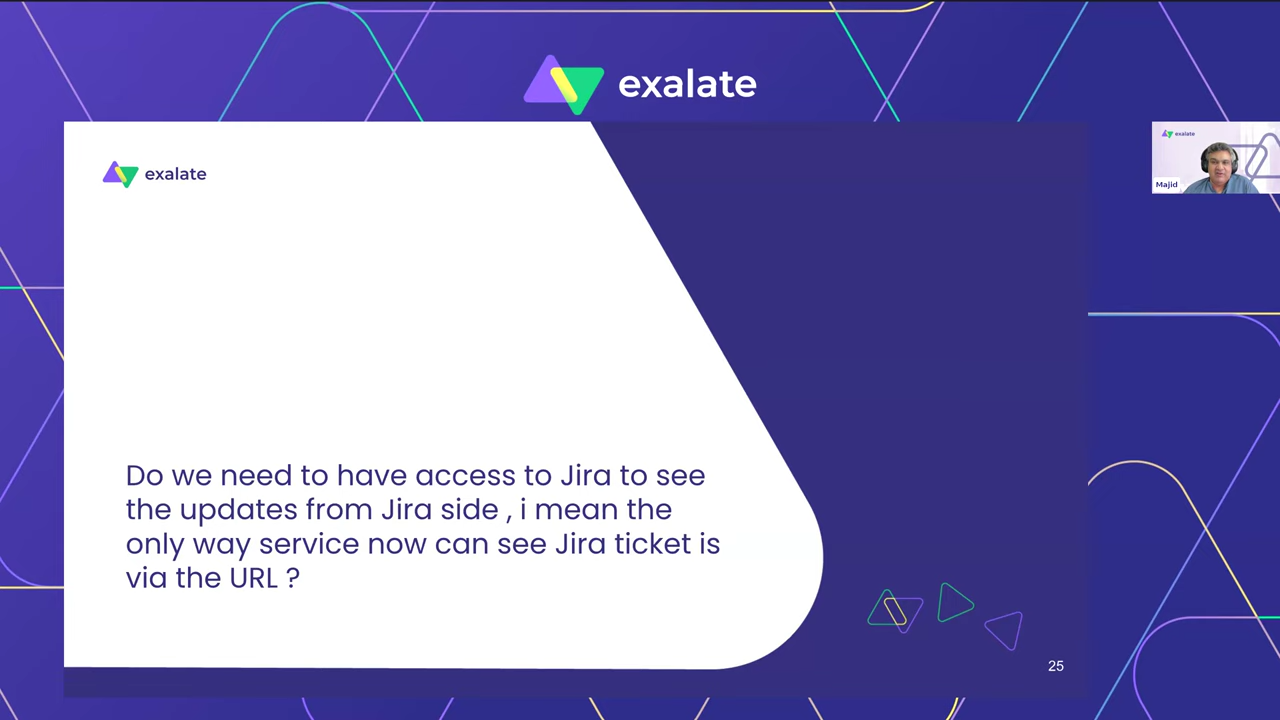 exalate
exalate
exalate
Majid
Do we need to have access to Jira to see
the updates from Jira side , i mean the
only way service now can see Jira ticket is
via the URL ?
25